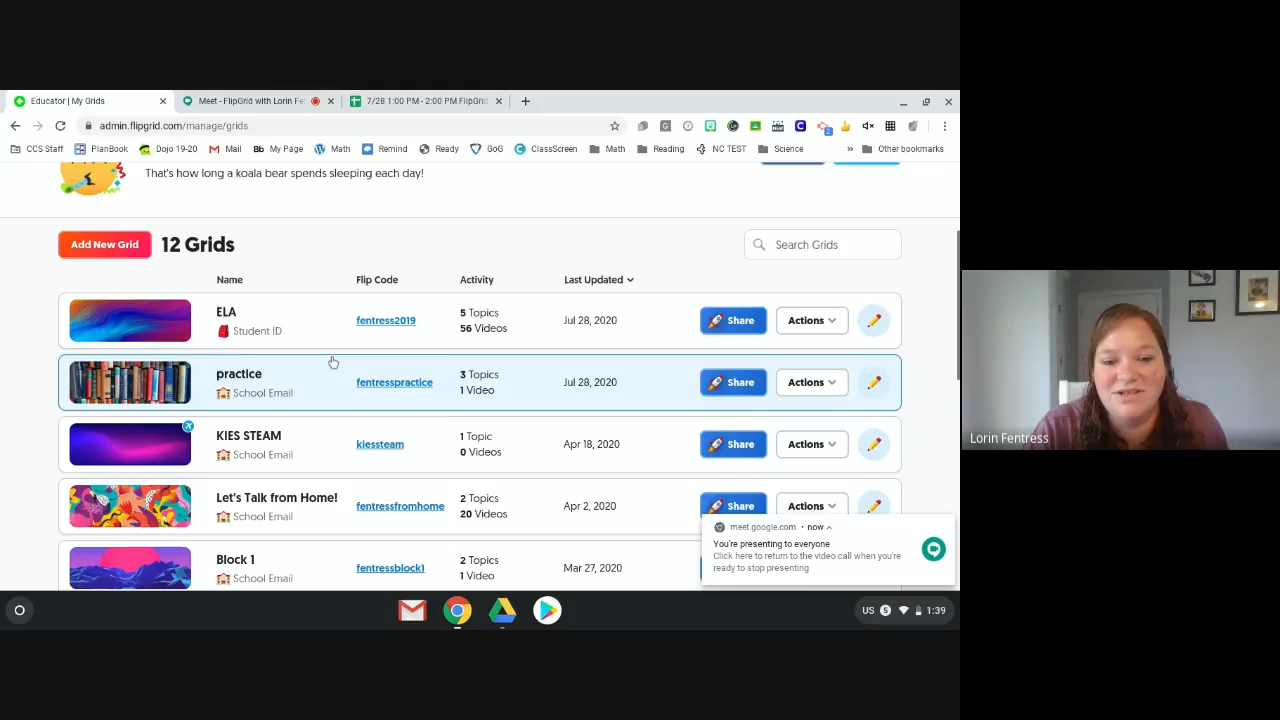 Educator | My Grids
Meet - FlipGrid with Lorin Fe
7/28 1:00 PM - 2:00 PM FlipGrid
admin.flipgrid.com/manage/grids
CCS Staff PlanBook Dojo 19-20 Mail Bb My Page Math Remind Ready GoG ClassScreen Math Reading NC TEST Science » Other bookmarks
That's how long a koala bear spends sleeping each day!
Add New Grid 12 Grids Search Grids
Name Flip Code Activity Last Updated
ELA
Student ID
fentress2019
5 Topics
56 Videos
Jul 28, 2020
Share
Actions
practice
School Email
fentresspractice
3 Topics
1 Video
Jul 28, 2020
Share
Actions
KIES STEAM
School Email
kiessteam
1 Topic
0 Videos
Apr 18, 2020
Share
Actions
Let's Talk from Home!
School Email
fentressfromhome
2 Topics
20 Videos
Apr 2, 2020
Share
Actions
Block 1
School Email
fentressblock1
2 Topics
1 Video
Mar 27, 2020
meet.google.com • now
You're presenting to everyone
Click here to return to the video call when you're
ready to stop presenting
US 5 1:39
Lorin Fentress